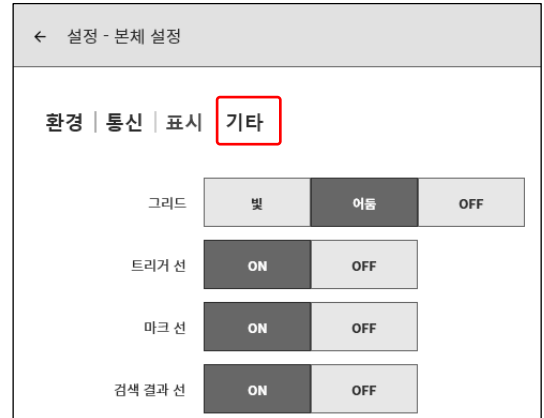 ← 설정 - 본체 설정
환경 | 통신 | 표시 기타
그리드 빛 어둠 OFF
트리거 선 ON OFF
마크 선 ON OFF
검색 결과 선 ON OFF